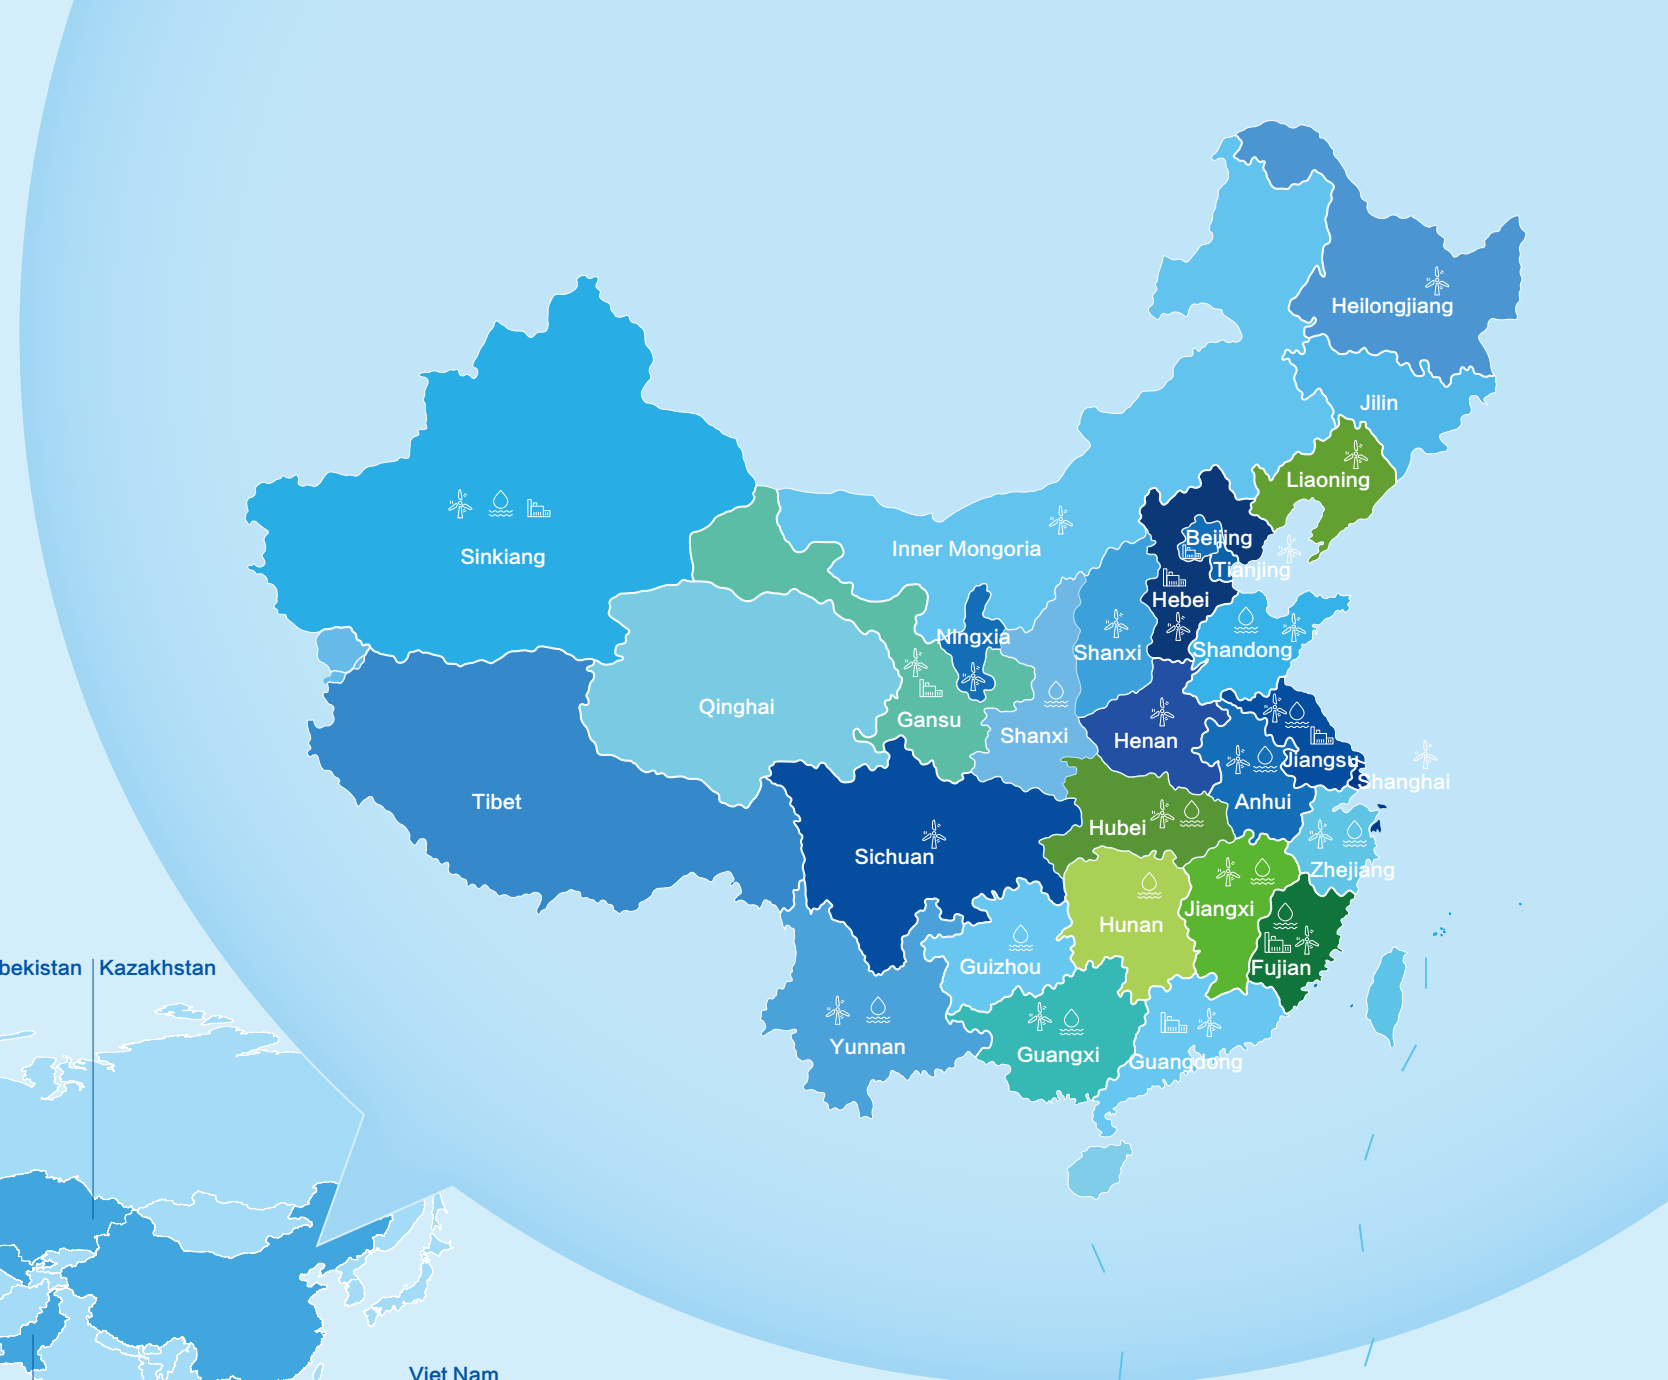 Heilongjiang
Jilin
Liaoning
Beijing
Inner Mongoria
Sinkiang
Tianjing
Hebei
Ningxia
Shanxi
Shandong
Qinghai
Gansu
Shanxi
Henan
Jiangsu
Shanghai
Tibet
Anhui
Hubei
Sichuan
Zhejiang
Jiangxi
Hunan
Guizhou
Fujian
bekistan
Kazakhstan
Yunnan
Guangxi
Guangdong
Viet Nam